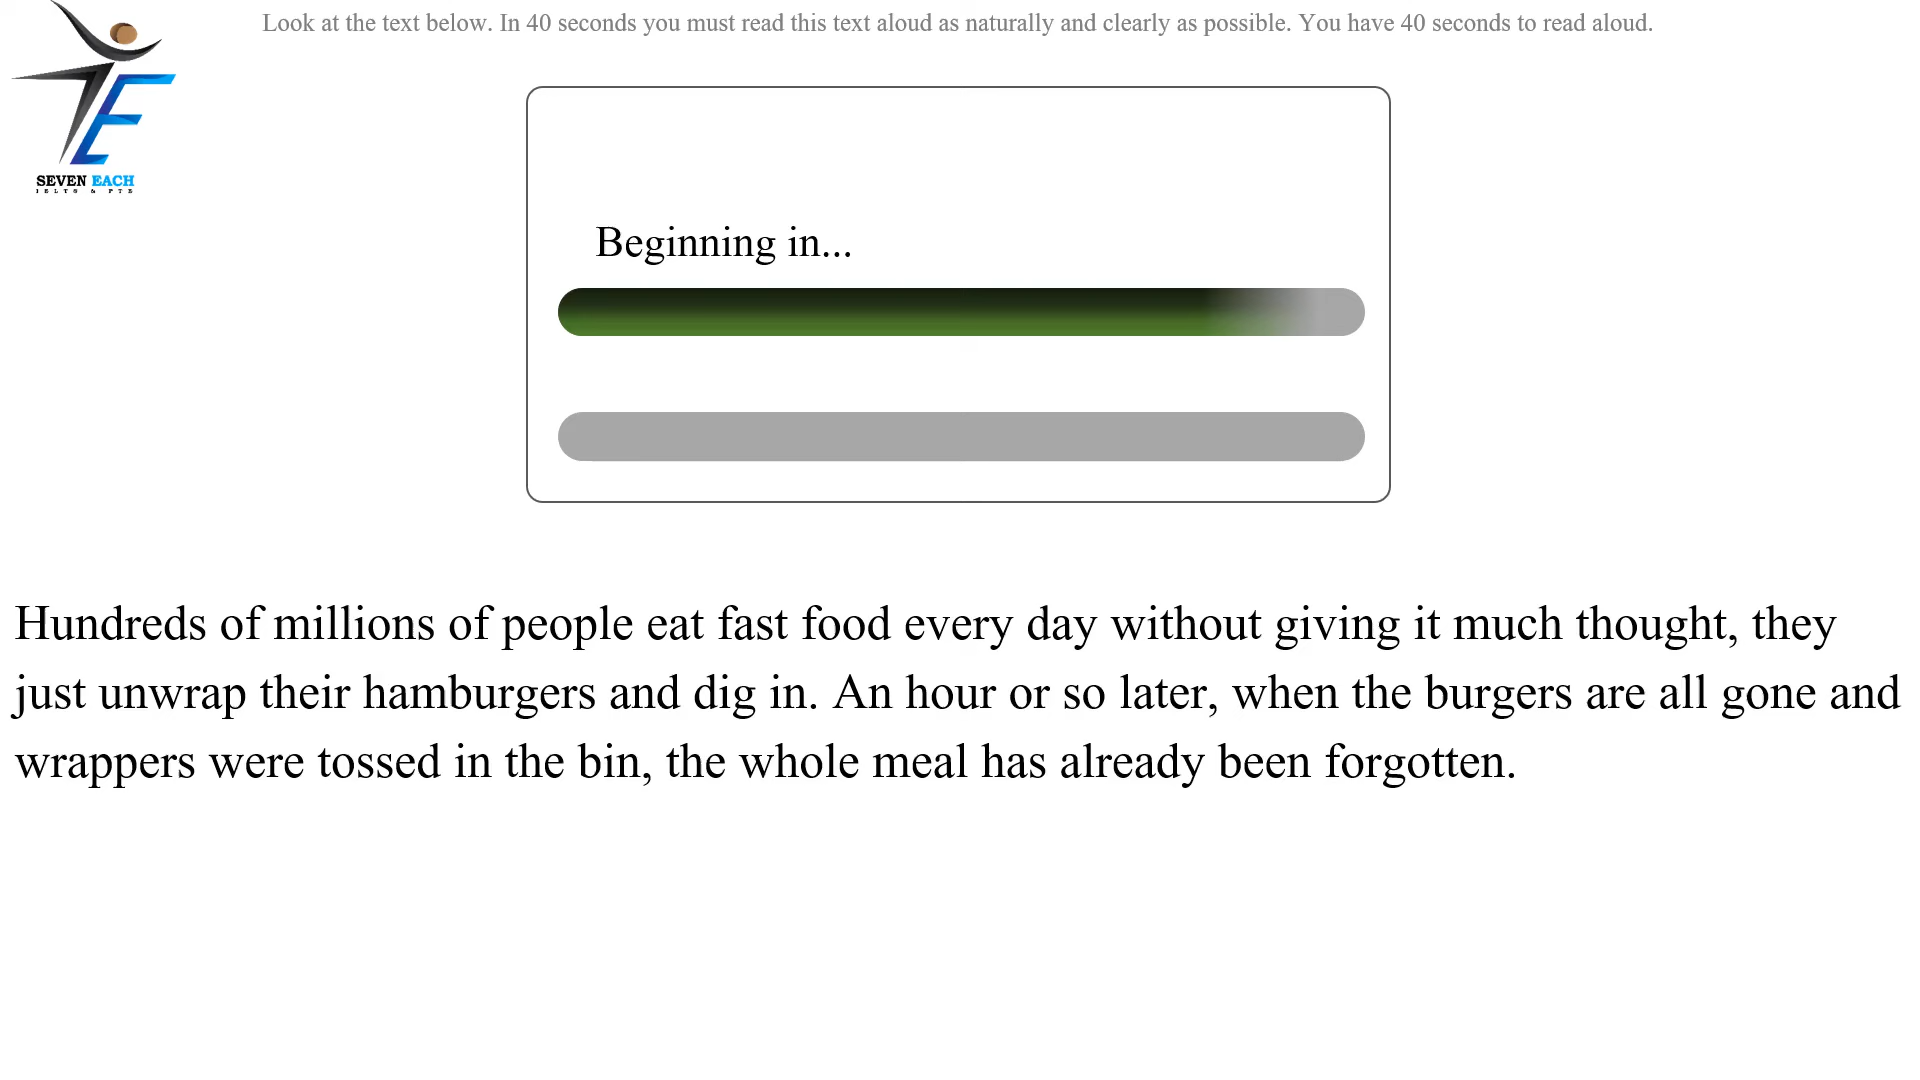 Look at the text below. In 40 seconds you must read this text aloud as naturally and clearly as possible. You have 40 seconds to read aloud.
SEVEN EACH
IELTS & PTE
Beginning in...
Hundreds of millions of people eat fast food every day without giving it much thought, they
just unwrap their hamburgers and dig in. An hour or so later, when the burgers are all gone and
wrappers were tossed in the bin, the whole meal has already been forgotten.